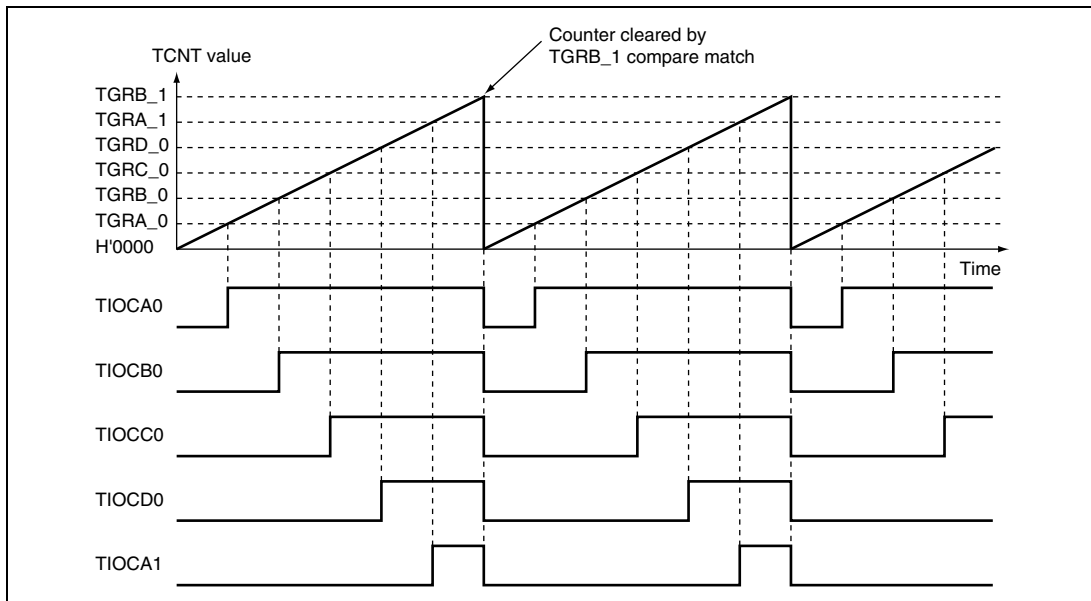 Counter cleared by
TGRB_1 compare match
TCNT value
TGRB_1
TGRA_1
TGRD_0
TGRC_0
TGRB_0
TGRA_0
H'0000
Time
TIOCA0
TIOCB0
TIOCC0
TIOCD0
TIOCA1